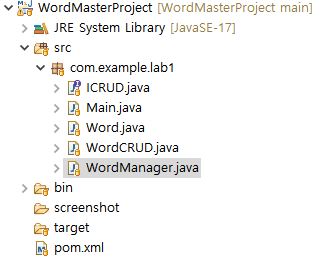 WordMasterProject [WordMasterProject main]
JRE System Library [JavaSE-17]
src
com.example.lab1
ICRUD.java
Main.java
Word.java
WordCRUD.java
WordManager.java
bin
screenshot
target
pom.xml